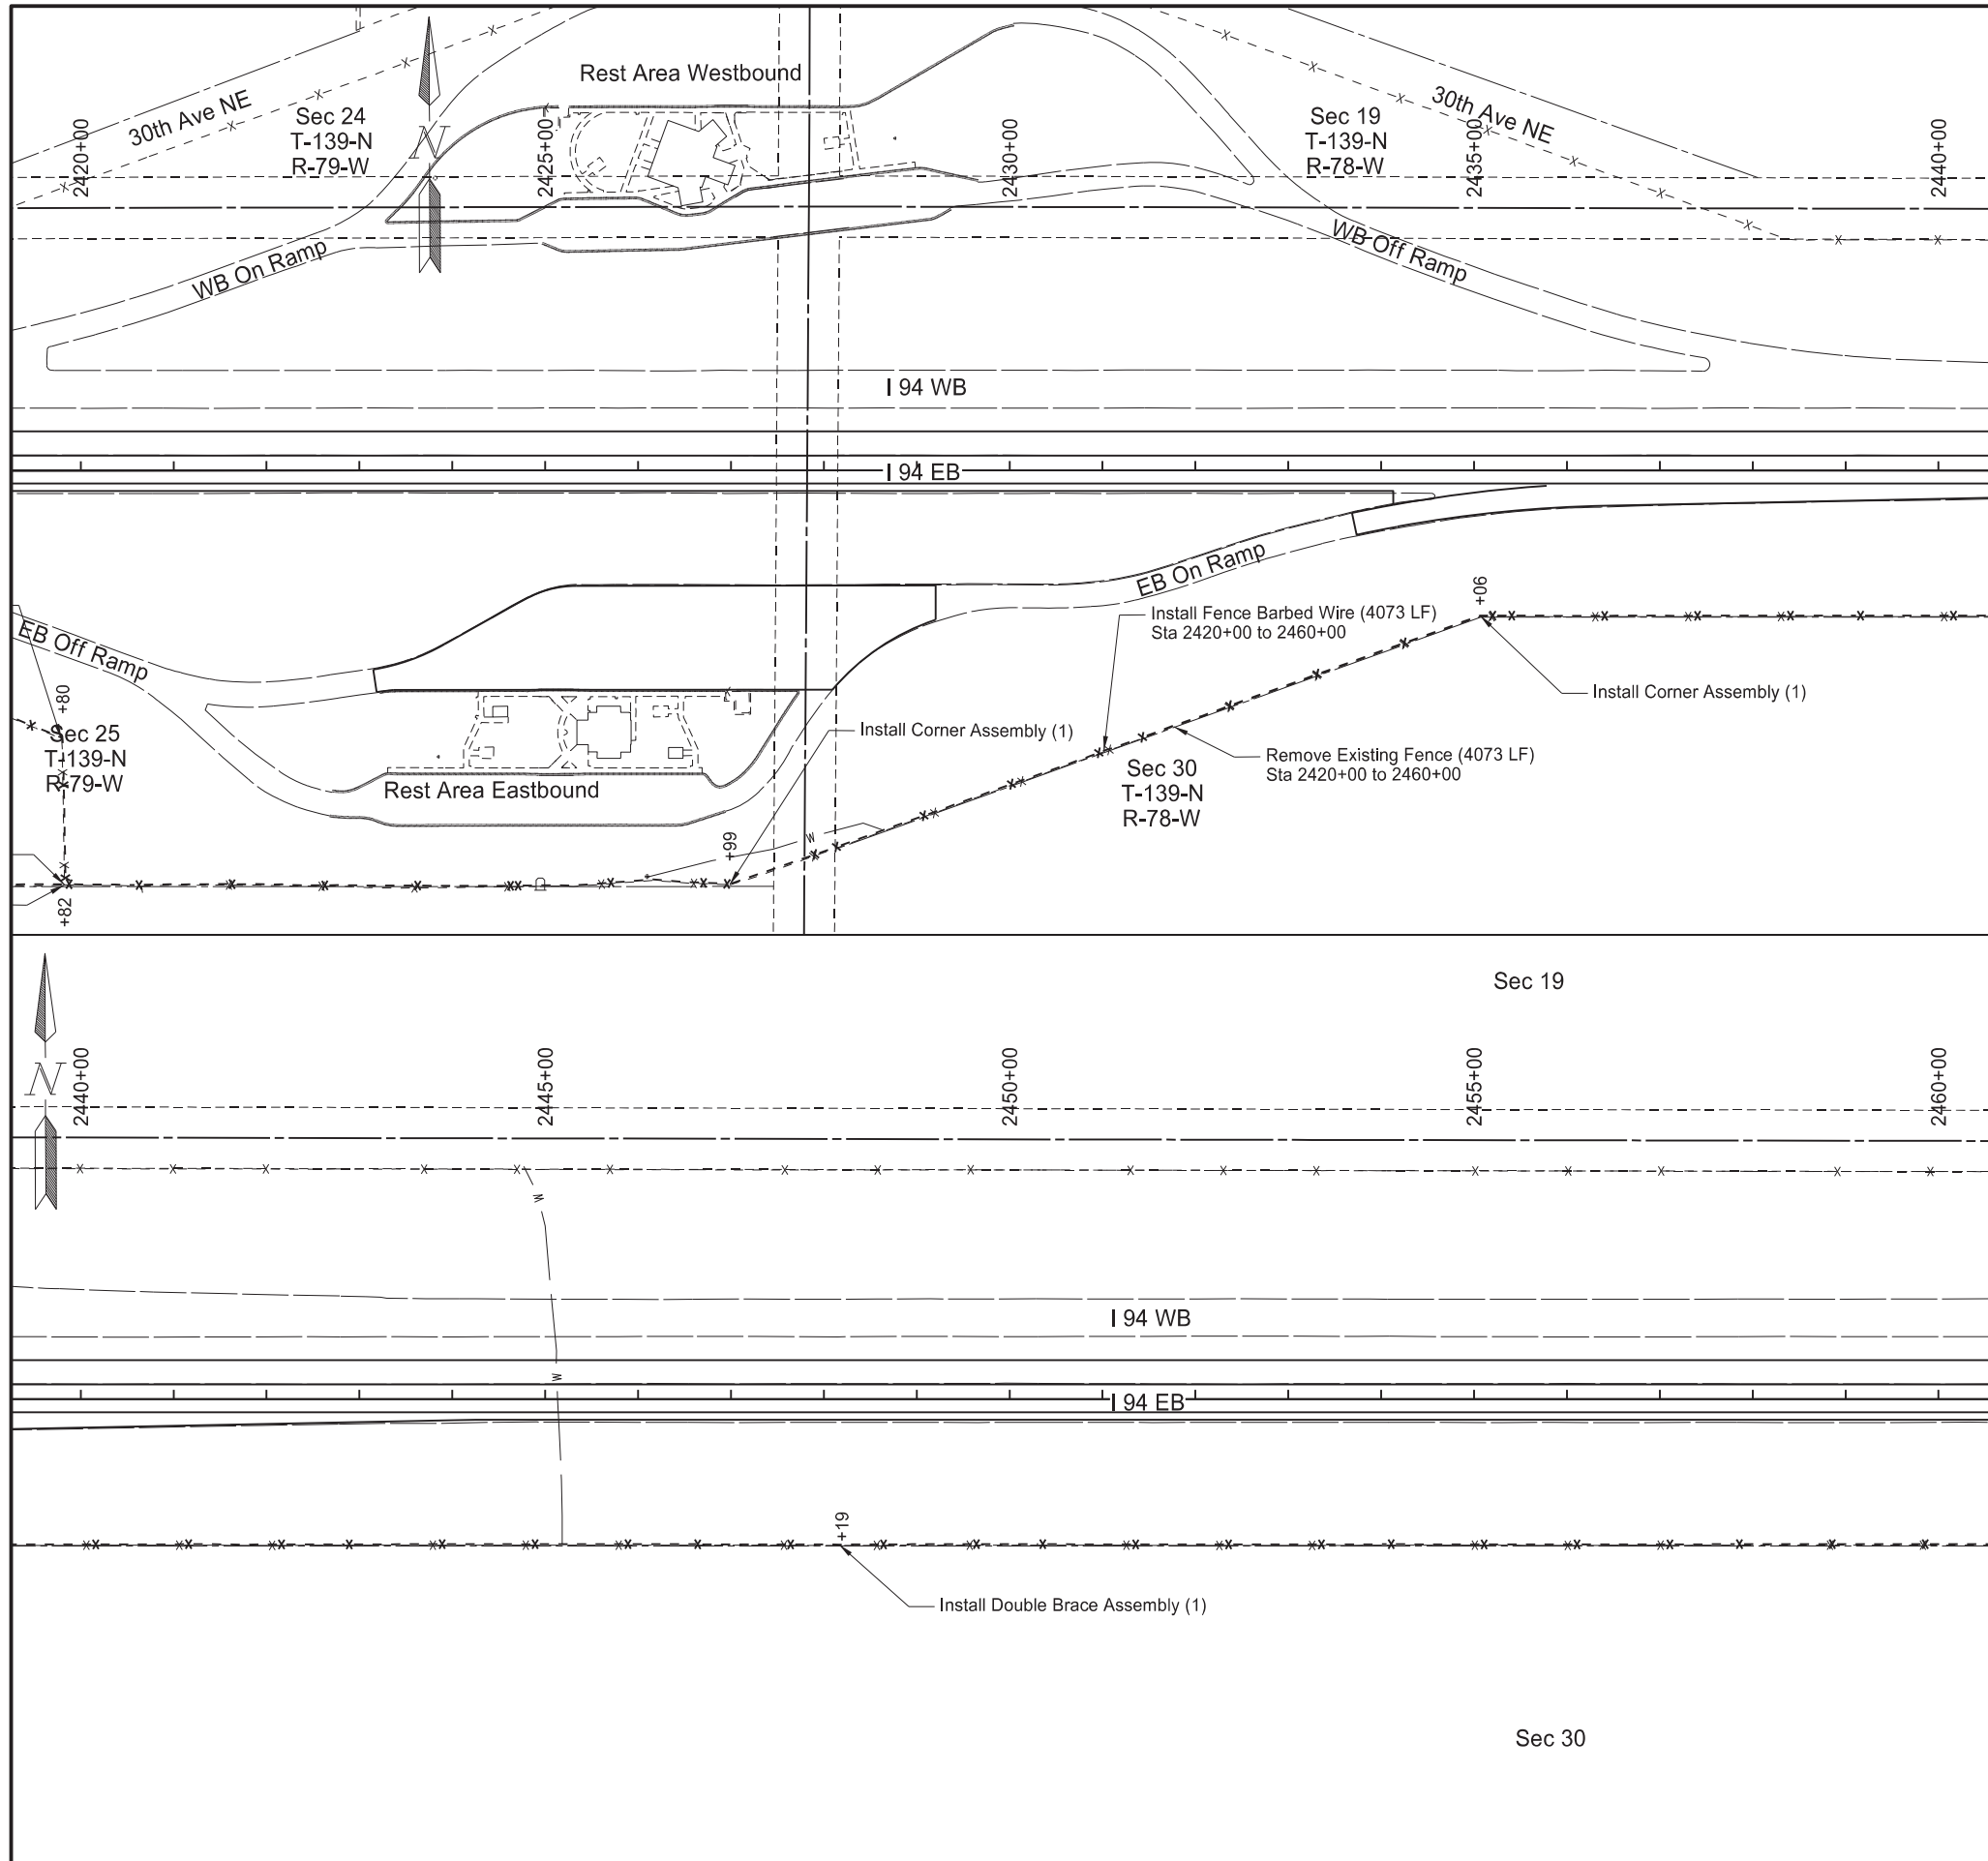 Rest Area Westbound
30th Ave NE
Sec 24
T-139-N
R-79-W
N
Sec 19
T-139-N
R-78-W
30th Ave NE
2420+00
2425+00
2430+00
2435+00
2440+00
WB On Ramp
WB Off Ramp
I 94 WB
I 94 EB
EB On Ramp
+06
Install Fence Barbed Wire (4073 LF)
Sta 2420+00 to 2460+00
EB Off Ramp
Install Corner Assembly (1)
+80
Install Corner Assembly (1)
Sec 25
T-139-N
R-79-W
Remove Existing Fence (4073 LF)
Sta 2420+00 to 2460+00
Sec 30
T-139-N
R-78-W
Rest Area Eastbound
+99
W
+82
Sec 19
N
2440+00
2445+00
2450+00
2455+00
2460+00
W
I 94 WB
W
I 94 EB
+19
Install Double Brace Assembly (1)
Sec 30